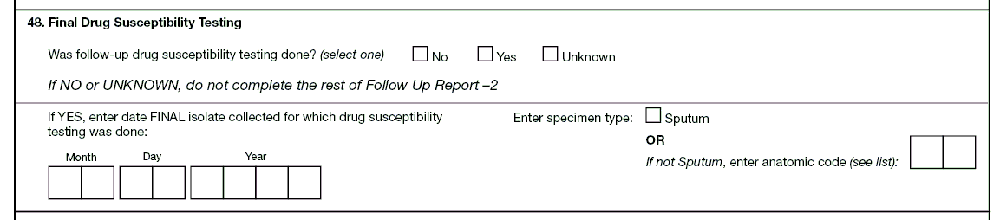 48. Final Drug Susceptibility Testing
Was follow-up drug susceptibility testing done? (select one) No Yes Unknown
If NO or UNKNOWN, do not complete the rest of Follow Up Report –2
If YES, enter date FINAL isolate collected for which drug susceptibility
testing was done:
Month Day Year
Enter specimen type: Sputum
OR
If not Sputum, enter anatomic code (see list):